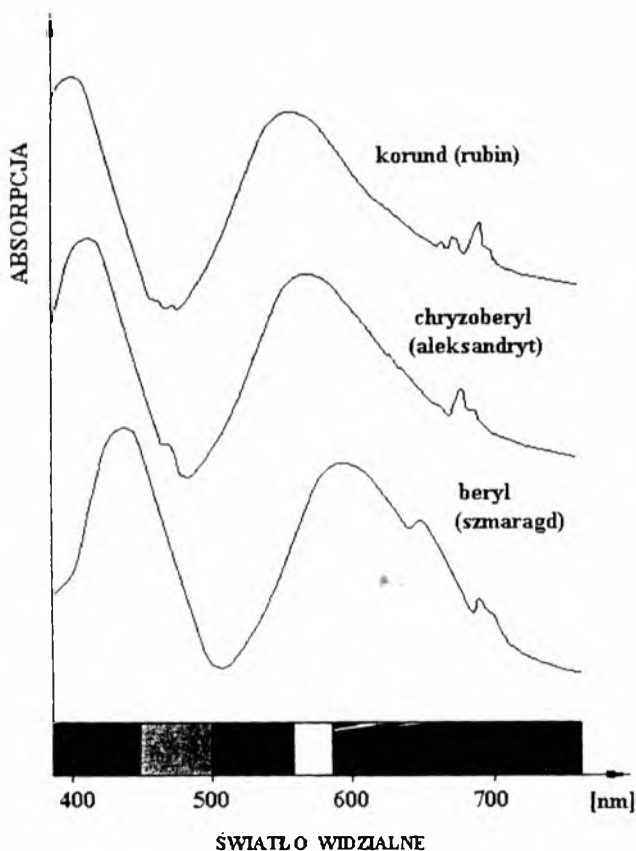 ABSORPCJA
korund (rubin)
chryzoberyl
(aleksandryt)
beryl
(szmaragd)
400 500 600 700 [nm]
ŚWIATŁO WIDZIALNE